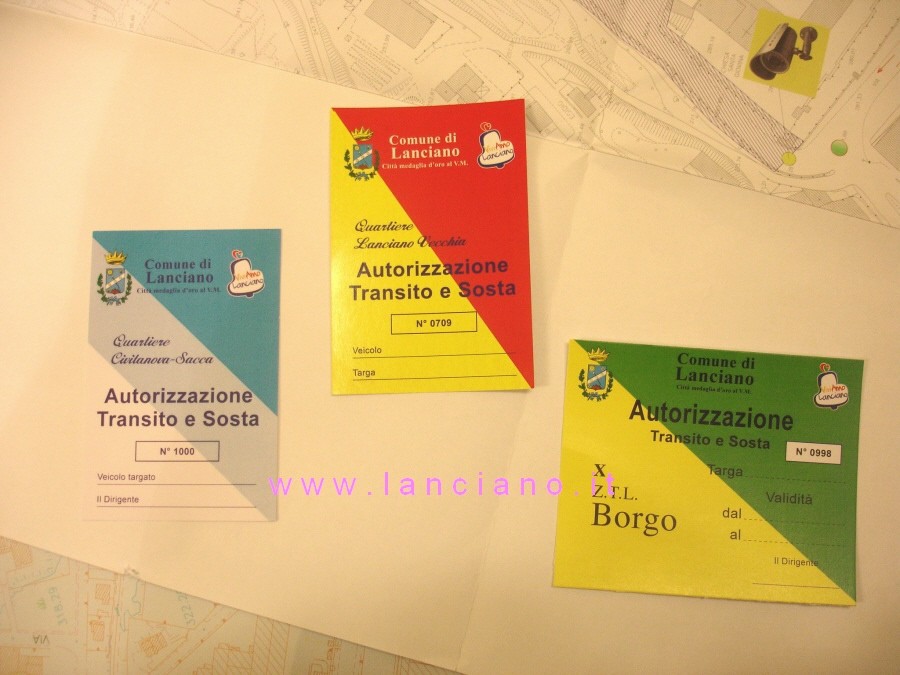 Comune di
Lanciano
Città medaglia d'oro al V.M.
Quartiere
Civitanova-Sacca
Autorizzazione
Transito e Sosta
N° 1000
Veicolo targato
Il Dirigente
Comune di
Lanciano
Città medaglia d'oro al V.M.
Lanciano
Quartiere
Lanciano Vecchia
Autorizzazione
Transito e Sosta
N° 0709
Veicolo
Targa
Comune di
Lanciano
Città medaglia d'oro al V.M.
Autorizzazione
Transito e Sosta
N° 0998
X
Z.T.L.
Borgo
Targa
Validità
dal
al
Il Dirigente
www.lanciano.it
VIA